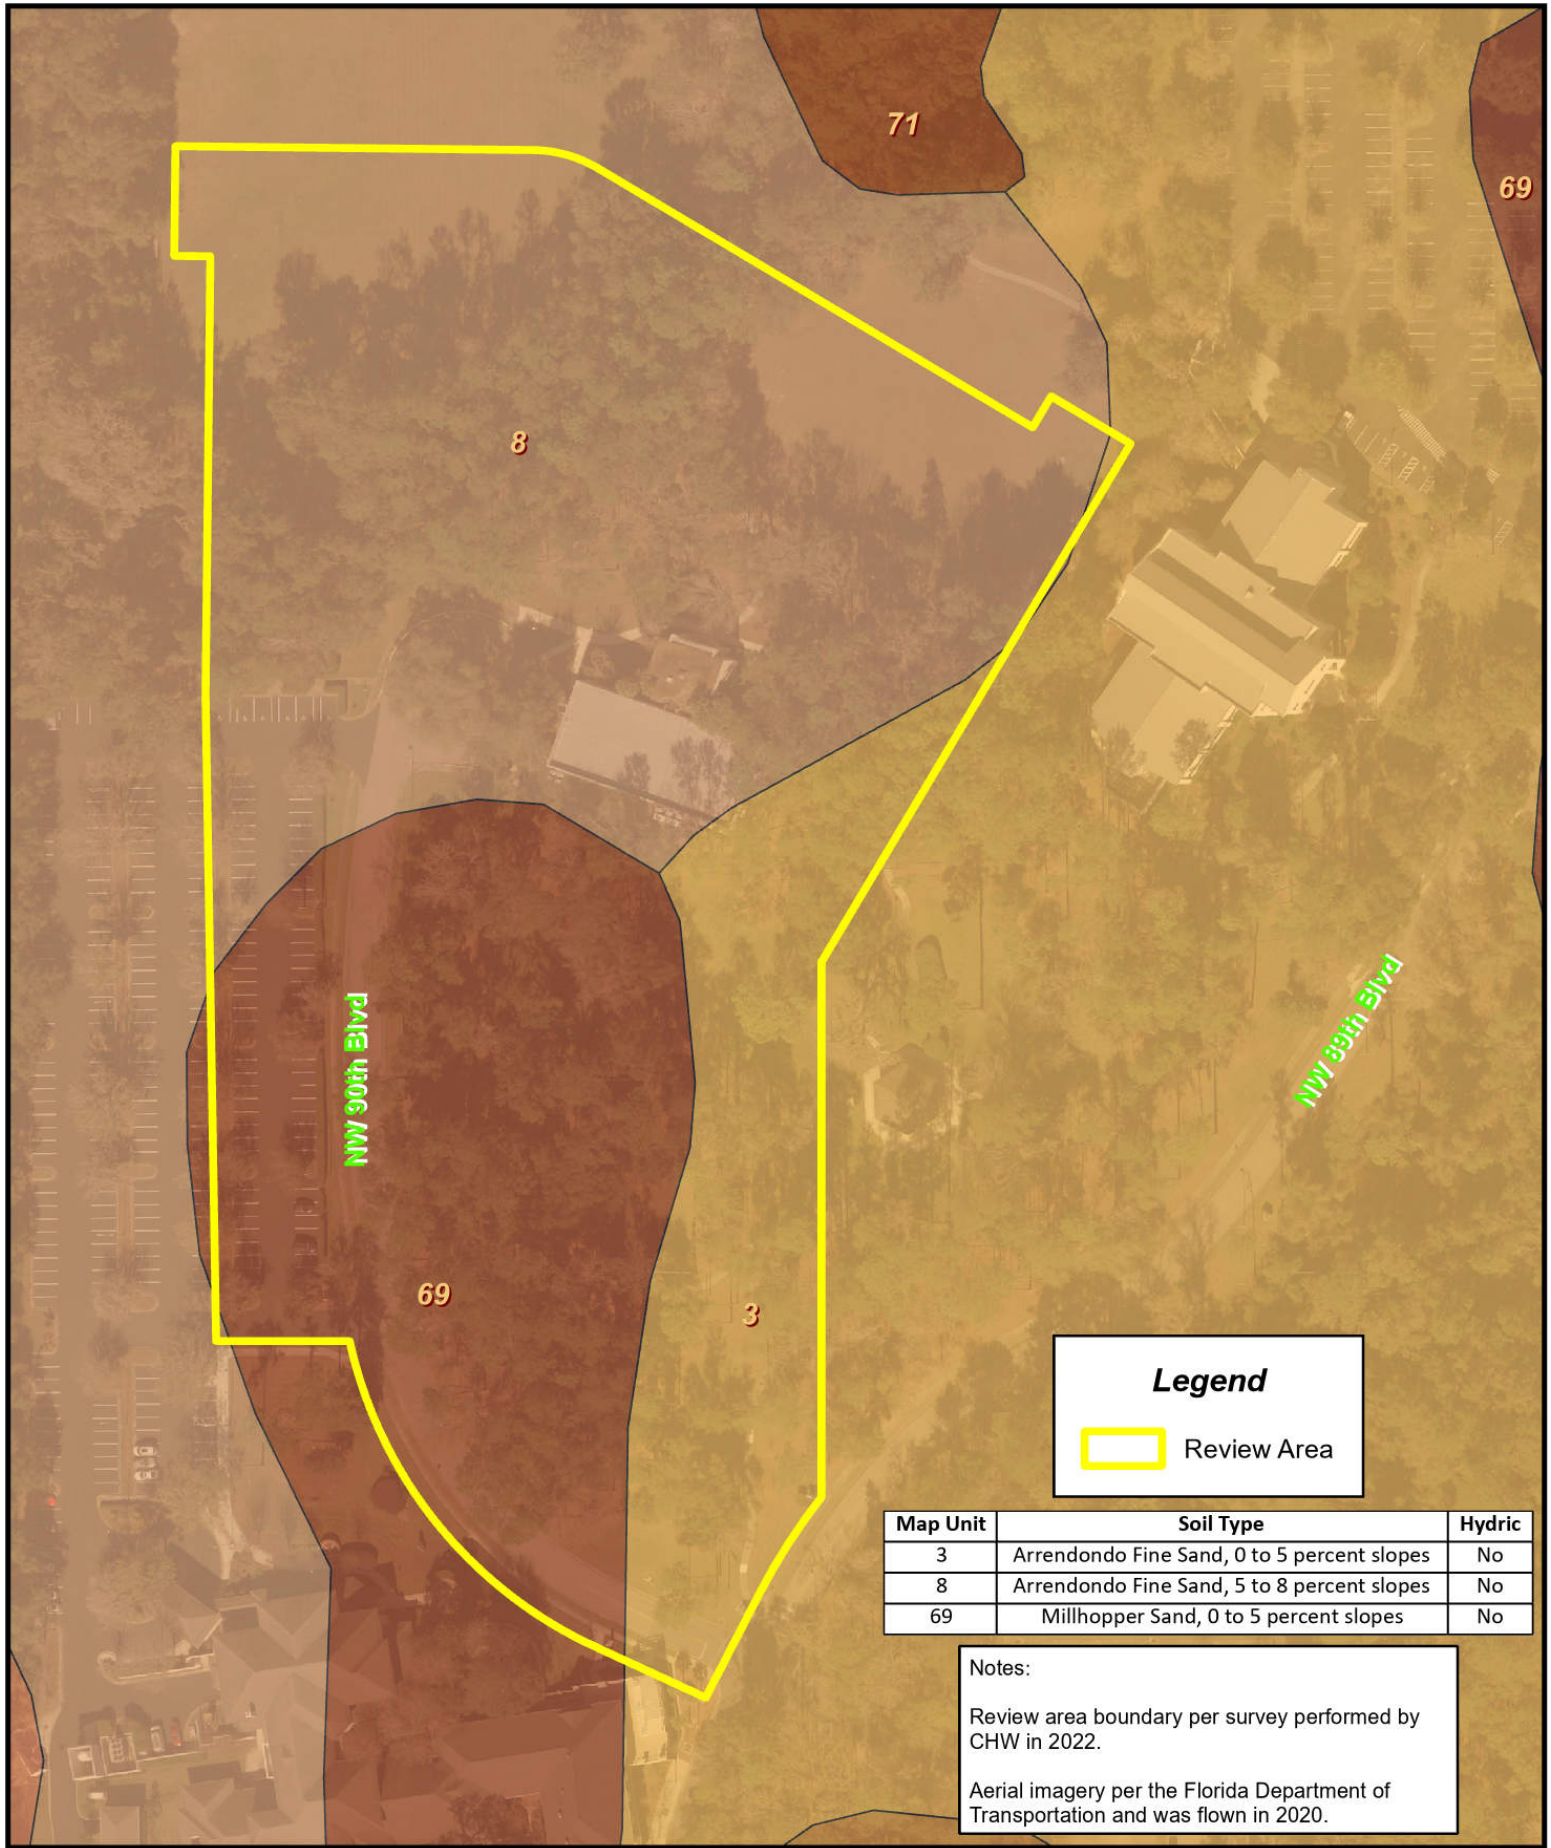 71
69
8
NW 90th Blvd
NW 89th Blvd
69
3
Legend
Review Area
Map Unit Soil Type Hydric
3 Arrendondo Fine Sand, 0 to 5 percent slopes No
8 Arrendondo Fine Sand, 5 to 8 percent slopes No
69 Millhopper Sand, 0 to 5 percent slopes No
Notes:
Review area boundary per survey performed by
CHW in 2022.
Aerial imagery per the Florida Department of
Transportation and was flown in 2020.